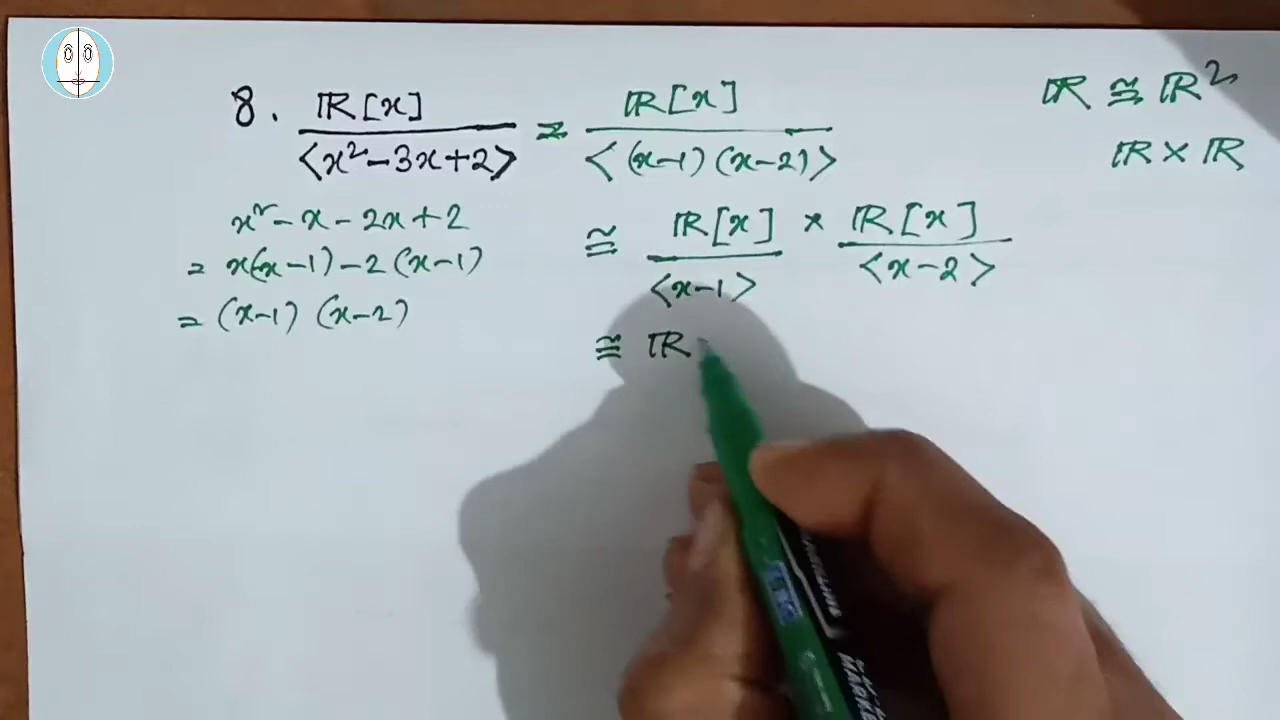 8. ℝ[x] / <x²-3x+2> = ℝ[x] / <(x-1)(x-2)>
ℝ ≅ ℝ²
ℝ × ℝ
x²-x-2x+2
= x(x-1)-2(x-1)
= (x-1) (x-2)
≅ ℝ[x] / <x-1> × ℝ[x] / <x-2>
≅ ℝ